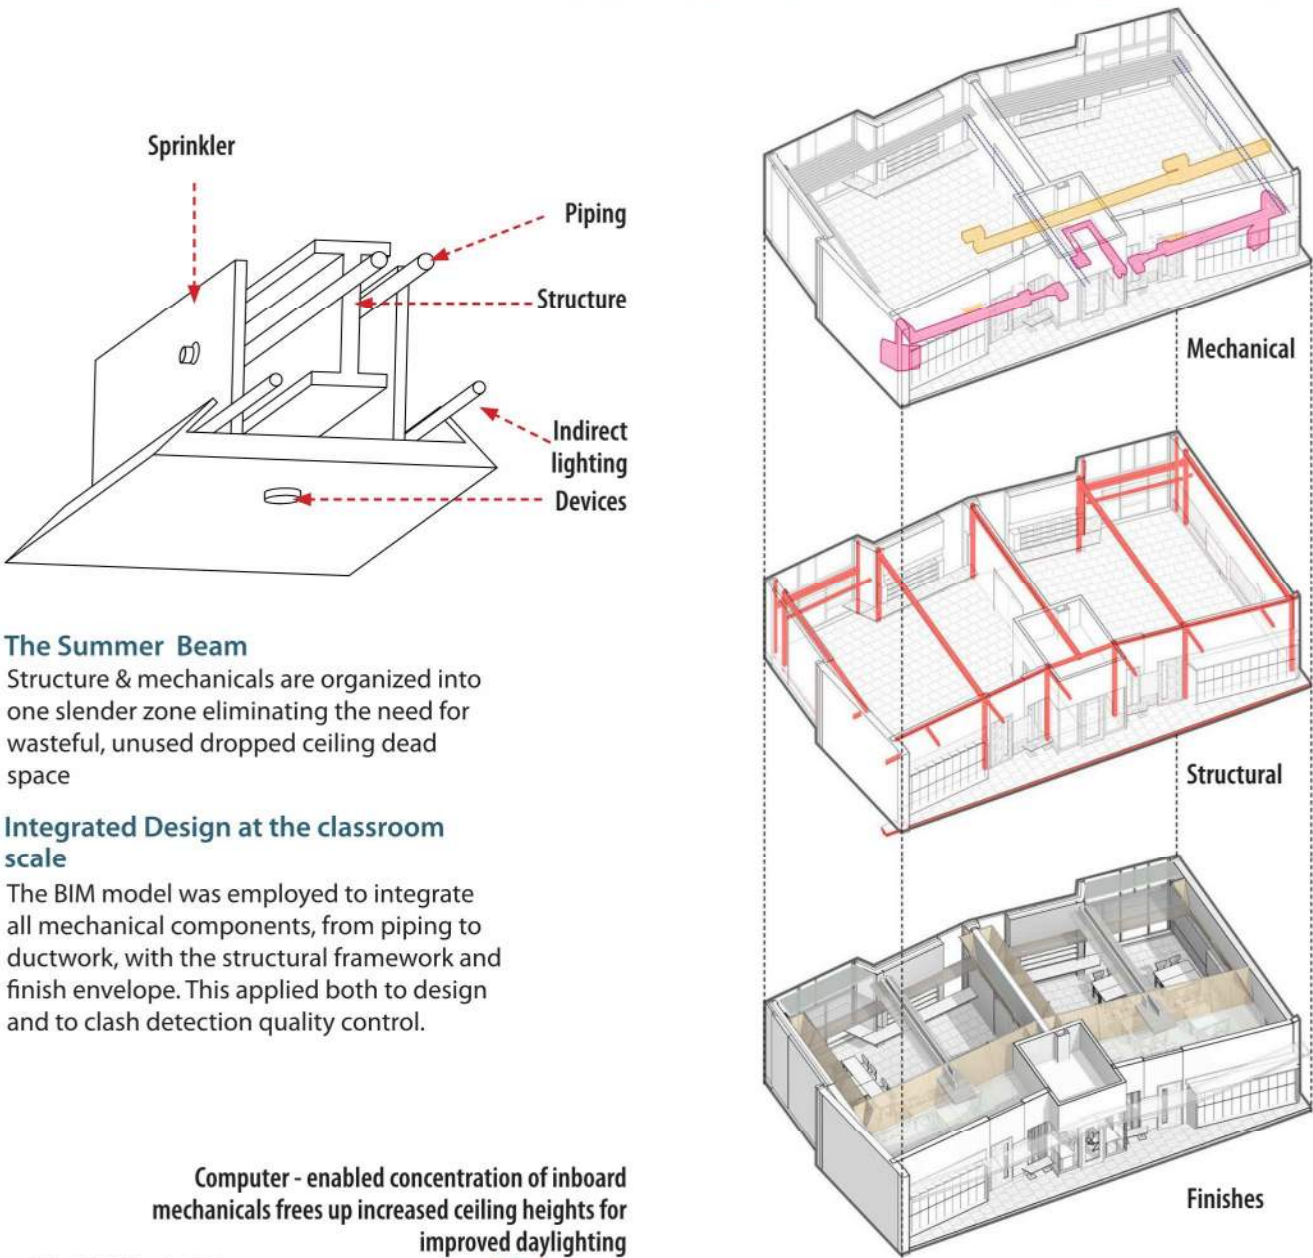 Sprinkler
Piping
Structure
Indirect
lighting
Devices
The Summer Beam
Structure & mechanicals are organized into
one slender zone eliminating the need for
wasteful, unused dropped ceiling dead
space
Integrated Design at the classroom
scale
The BIM model was employed to integrate
all mechanical components, from piping to
ductwork, with the structural framework and
finish envelope. This applied both to design
and to clash detection quality control.
Computer - enabled concentration of inboard
mechanicals frees up increased ceiling heights for
improved daylighting
Mechanical
Structural
Finishes